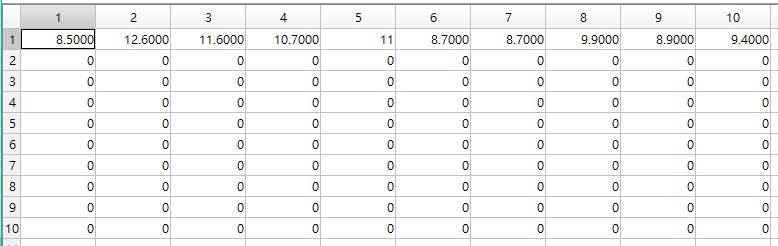 1 2 3 4 5 6 7 8 9 10
1 8.5000 12.6000 11.6000 10.7000 11 8.7000 8.7000 9.9000 8.9000 9.4000
2 0 0 0 0 0 0 0 0 0 0
3 0 0 0 0 0 0 0 0 0 0
4 0 0 0 0 0 0 0 0 0 0
5 0 0 0 0 0 0 0 0 0 0
6 0 0 0 0 0 0 0 0 0 0
7 0 0 0 0 0 0 0 0 0 0
8 0 0 0 0 0 0 0 0 0 0
9 0 0 0 0 0 0 0 0 0 0
10 0 0 0 0 0 0 0 0 0 0